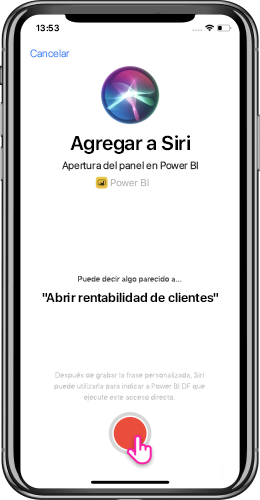 13:53
Cancelar
Agregar a Siri
Apertura del panel en Power BI
Power BI
Puede decir algo parecido a...
"Abrir rentabilidad de clientes"
Después de grabar la frase personalizada, Siri
puede utilizarla para indicar a Power BI DF que
ejecute este acceso directo.